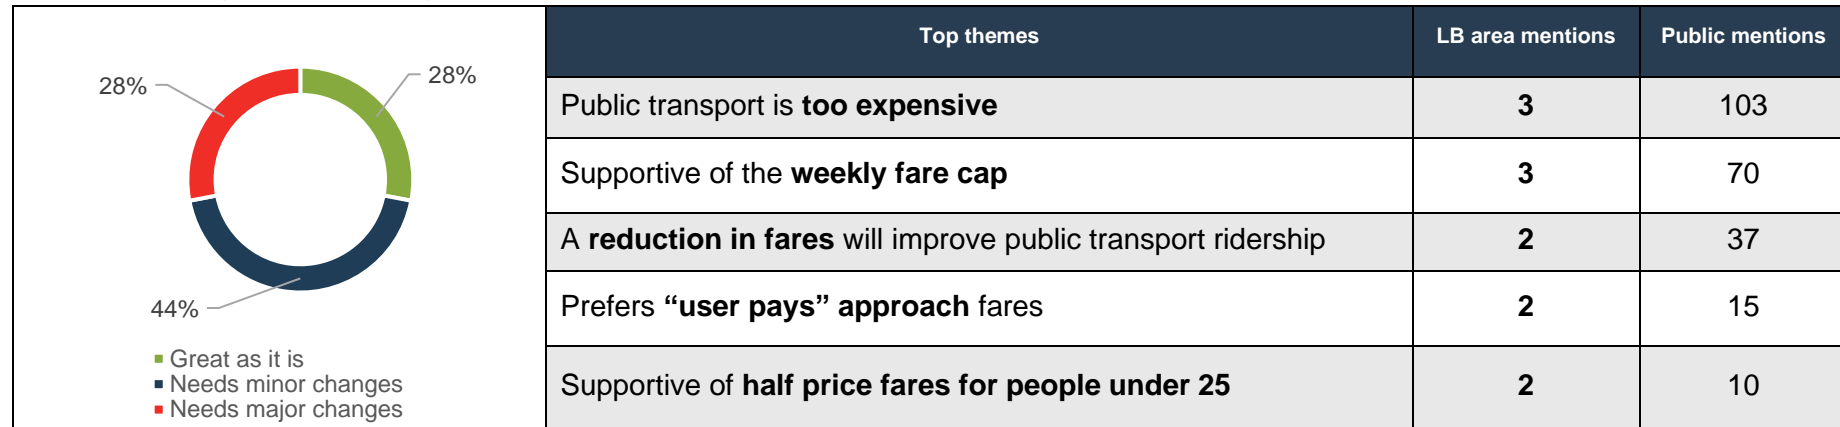 28%
28%
44%
Great as it is
Needs minor changes
Needs major changes
Top themes LB area mentions Public mentions
Public transport is too expensive 3 103
Supportive of the weekly fare cap 3 70
A reduction in fares will improve public transport ridership 2 37
Prefers “user pays” approach fares 2 15
Supportive of half price fares for people under 25 2 10